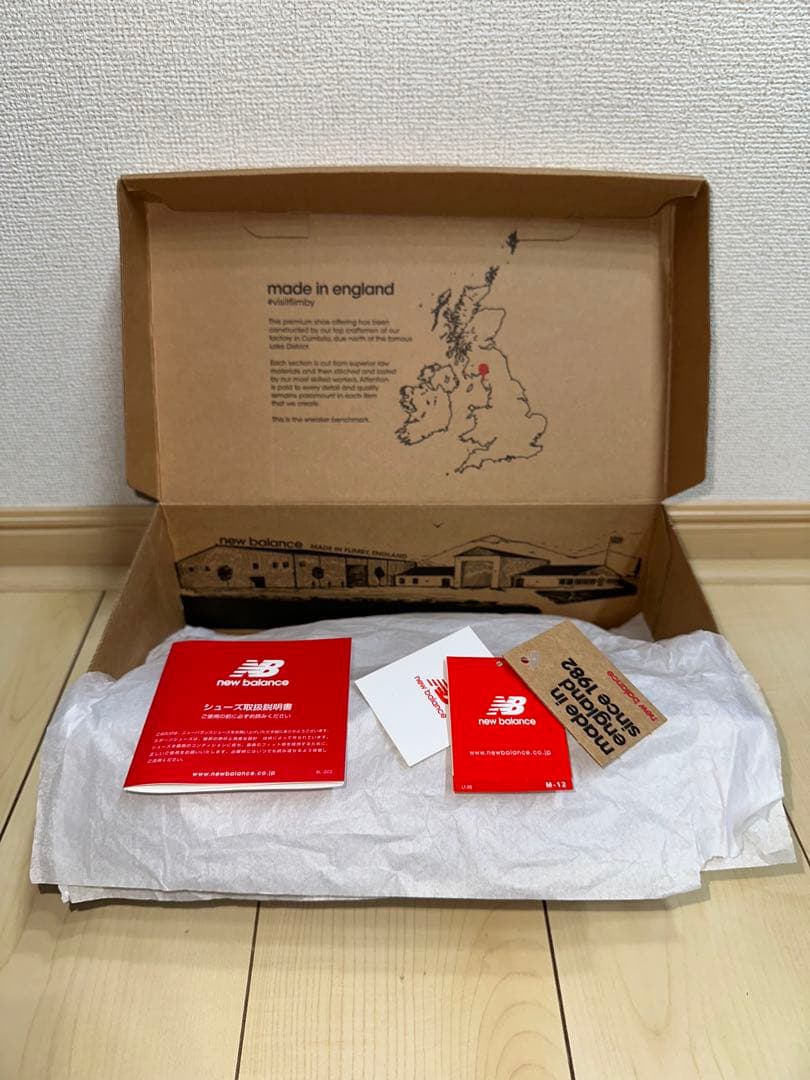 made in england
#visitflimby
This premium shoe offering has been
constructed by our top craftsmen at our
factory in Cumbria, due north of the famous
Lake District.
Each section is cut from superior raw
materials and then stitched and lasted
by our most skilled workers. Attention
is paid to every detail and quality
remains paramount in each item
that we create.
This is the sneaker benchmark.
new balance MADE IN FLIMBY, ENGLAND
NB
new balance
シューズ取扱説明書
ご使用の前に必ずお読みください
www.newbalance.co.jp
NB
new balance
NB
new balance
www.newbalance.co.jp
M-12
made in
england
since 1982
new balance